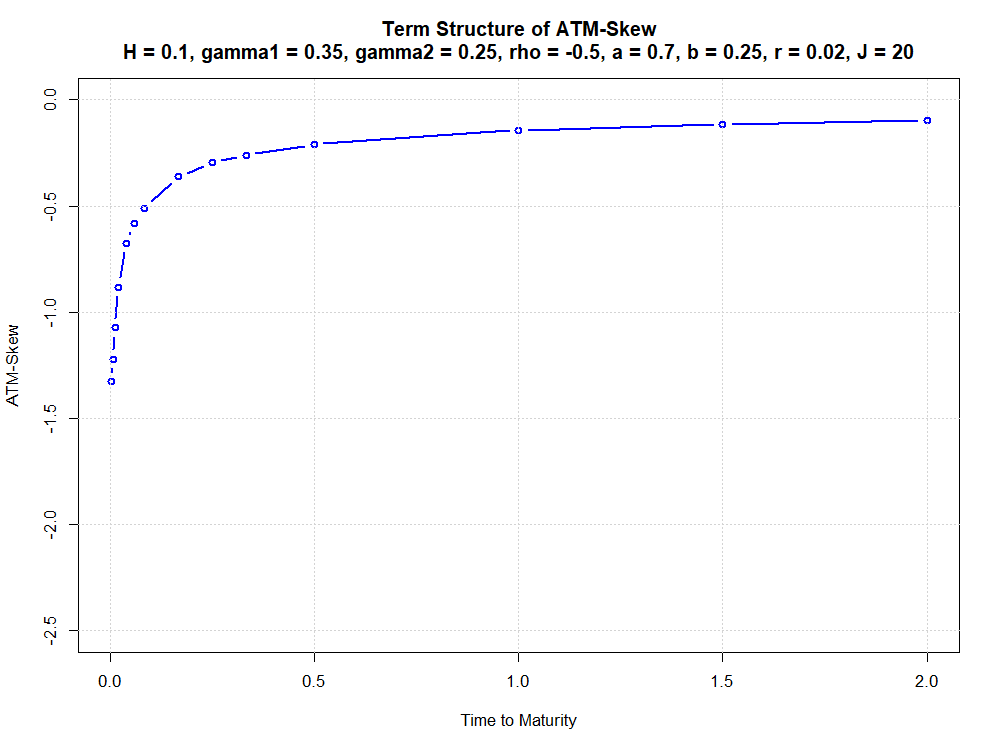 Term Structure of ATM-Skew
H = 0.1, gamma1 = 0.35, gamma2 = 0.25, rho = -0.5, a = 0.7, b = 0.25, r = 0.02, J = 20
ATM-Skew
0.0
-0.5
-1.0
-1.5
-2.0
-2.5
0.0 0.5 1.0 1.5 2.0
Time to Maturity